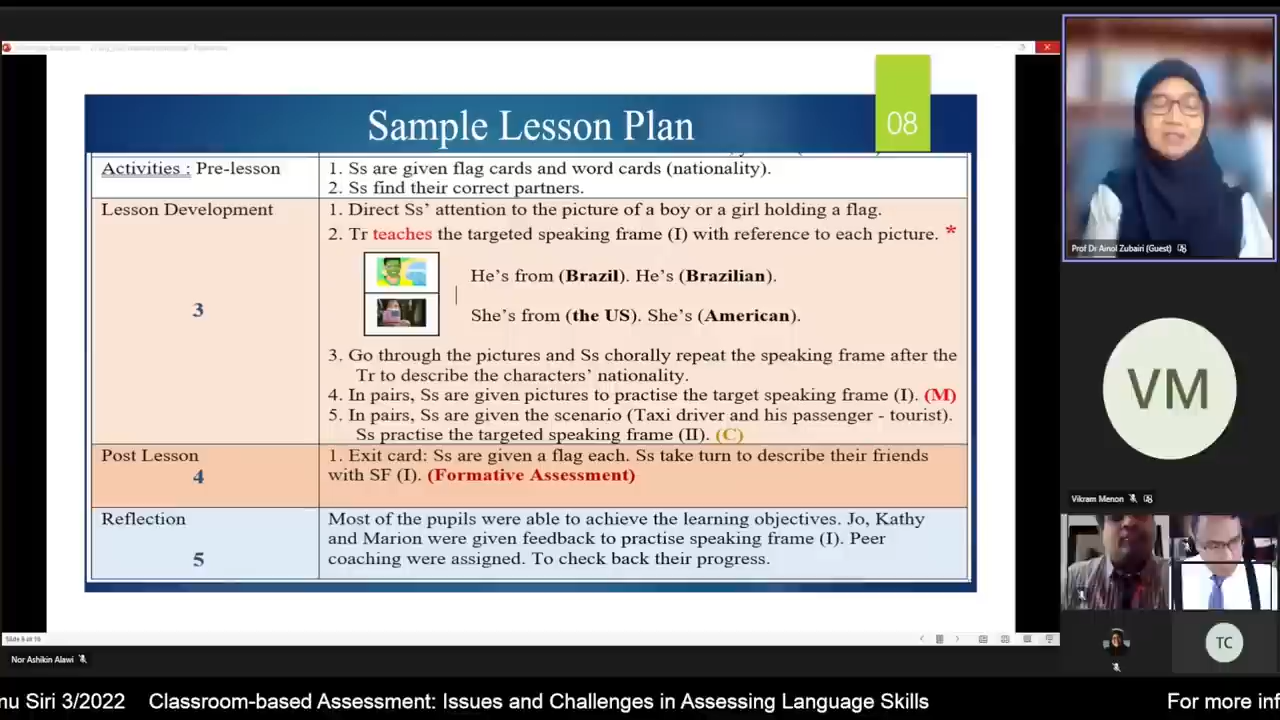 Sample Lesson Plan
08
Activities : Pre-lesson
1. Ss are given flag cards and word cards (nationality).
2. Ss find their correct partners.
Lesson Development
3
1. Direct Ss’ attention to the picture of a boy or a girl holding a flag.
2. Tr teaches the targeted speaking frame (I) with reference to each picture. *
He’s from (Brazil). He’s (Brazilian).
She’s from (the US). She’s (American).
3. Go through the pictures and Ss chorally repeat the speaking frame after the
Tr to describe the characters’ nationality.
4. In pairs, Ss are given pictures to practise the target speaking frame (I). (M)
5. In pairs, Ss are given the scenario (Taxi driver and his passenger - tourist).
Ss practise the targeted speaking frame (II). (C)
Post Lesson
4
1. Exit card: Ss are given a flag each. Ss take turn to describe their friends
with SF (I). (Formative Assessment)
Reflection
5
Most of the pupils were able to achieve the learning objectives. Jo, Kathy
and Marion were given feedback to practise speaking frame (I). Peer
coaching were assigned. To check back their progress.
Slide 8 of 16
Nor Ashikin Alawi
Prof Dr Ainol Zubairi (Guest)
VM
Vikram Menon
TC
nu Siri 3/2022 Classroom-based Assessment: Issues and Challenges in Assessing Language Skills
For more inf